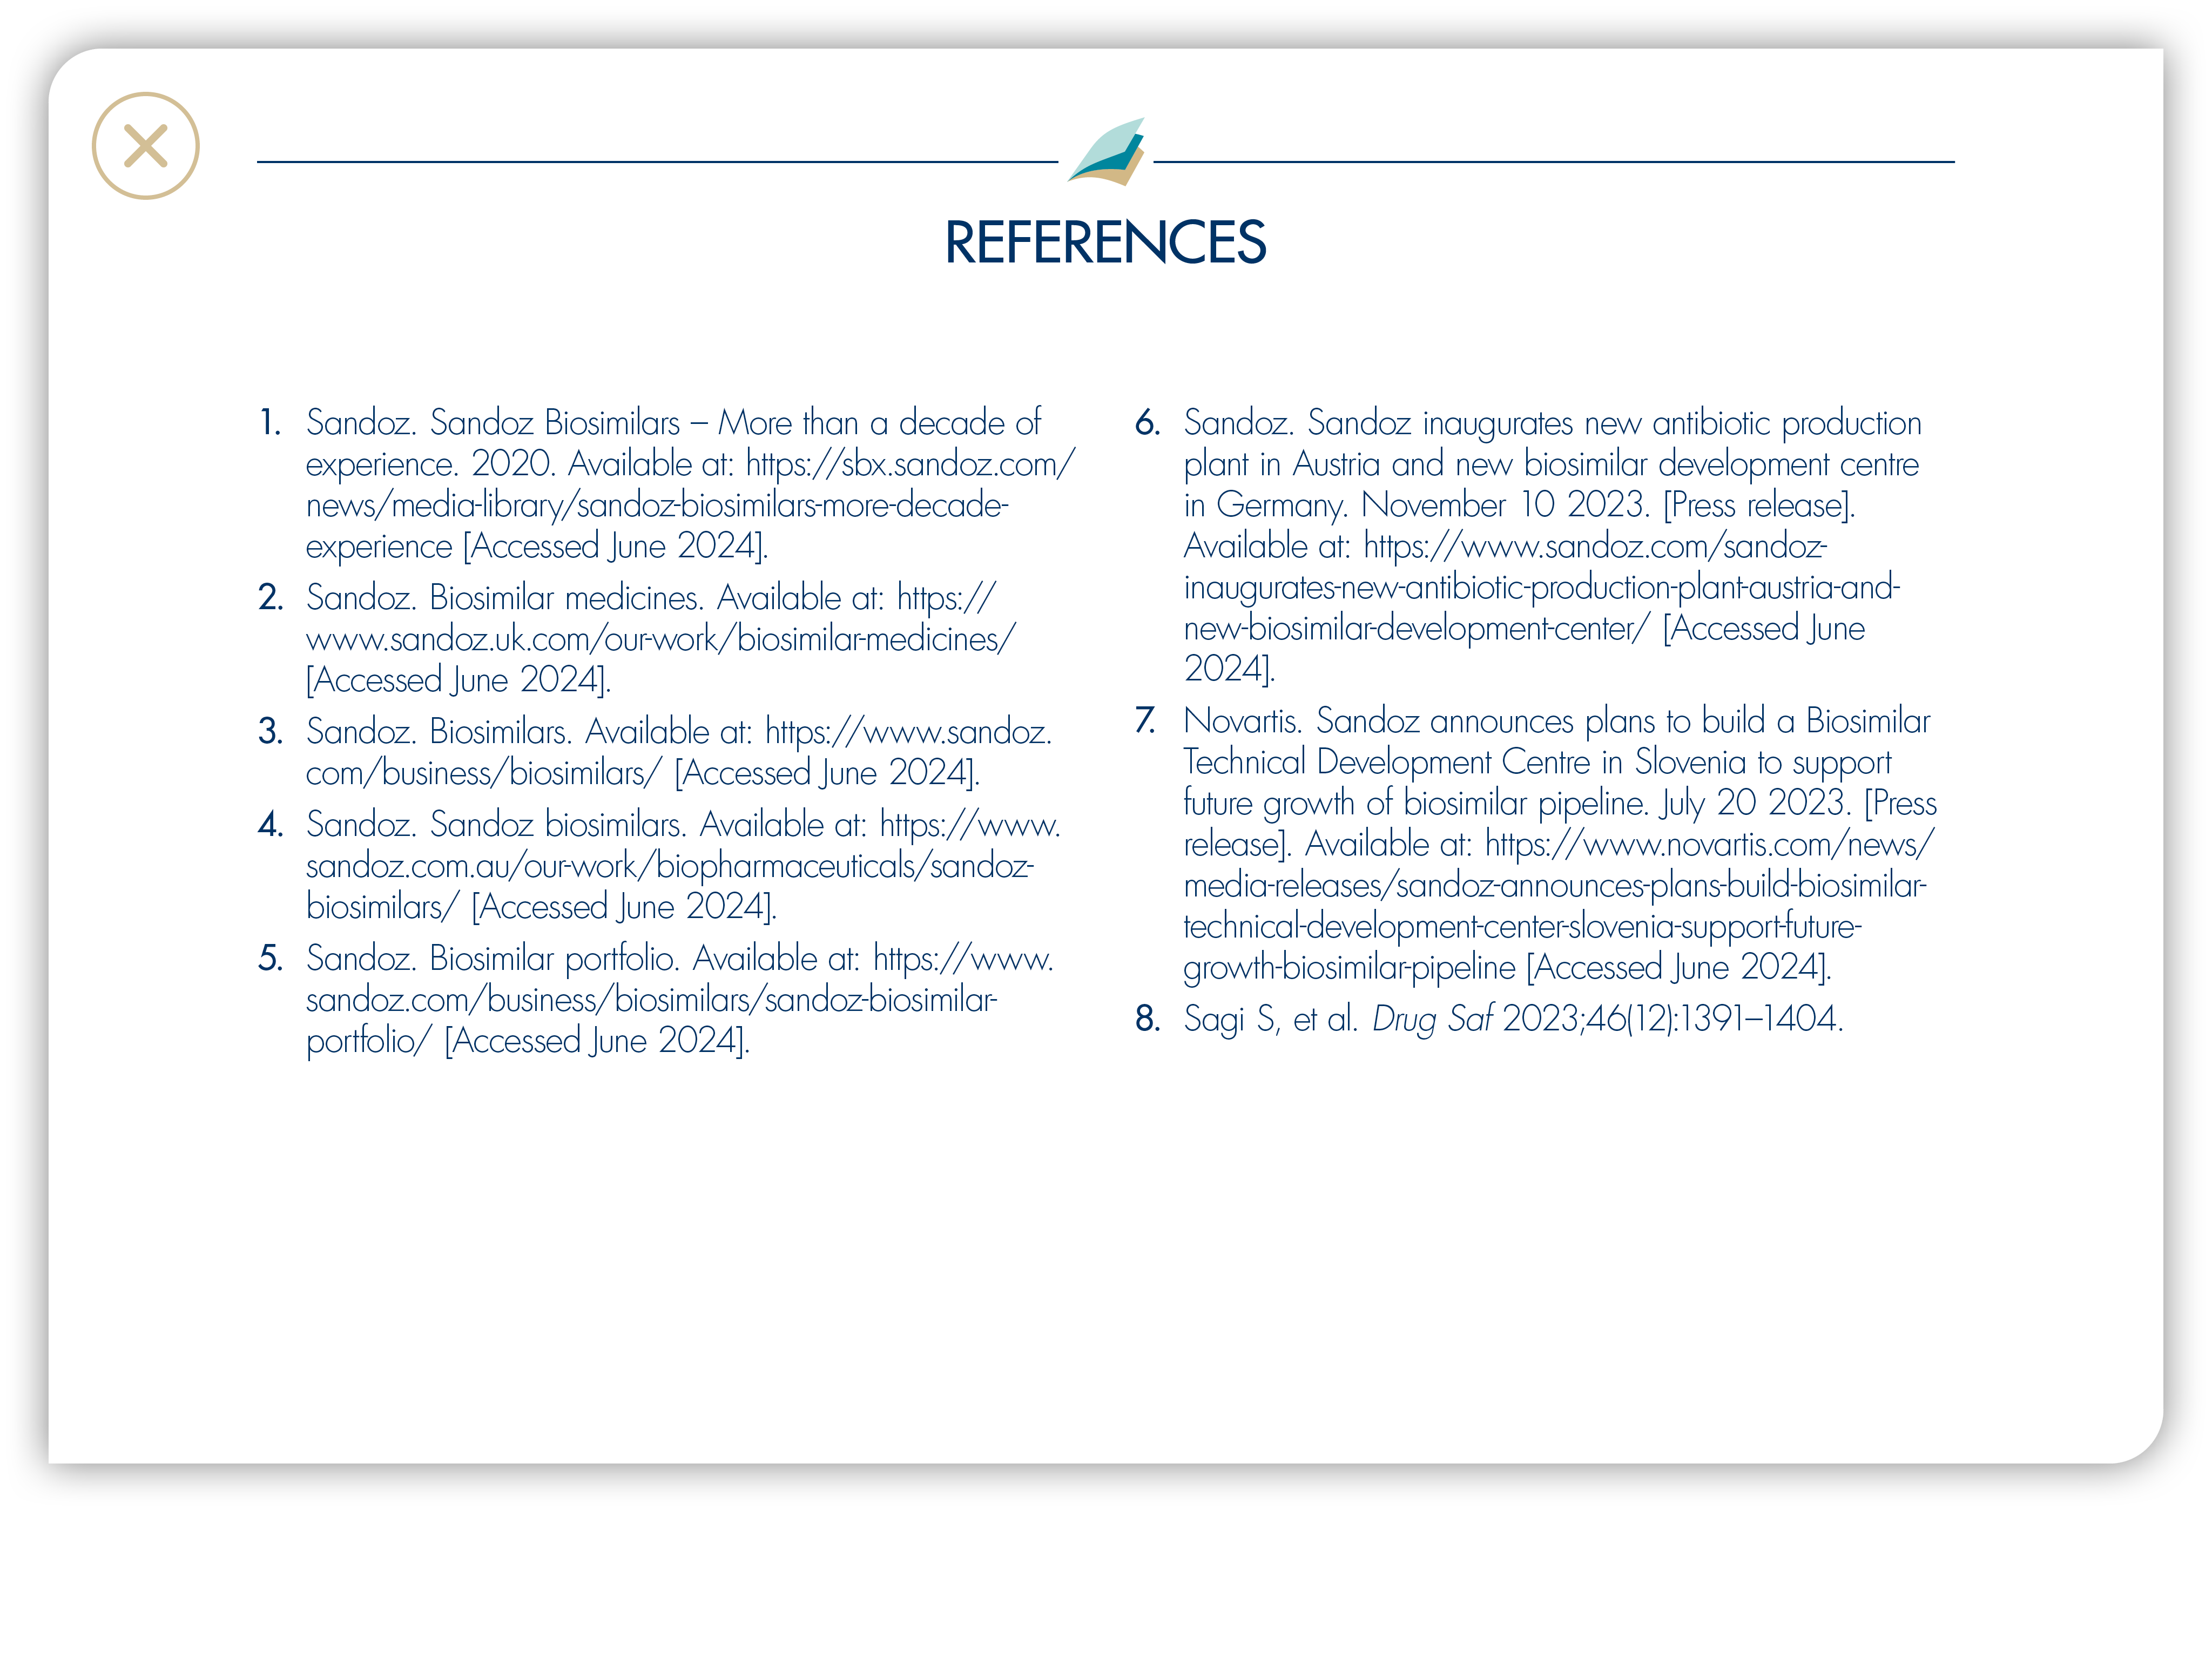 REFERENCES
1. Sandoz. Sandoz Biosimilars – More than a decade of
experience. 2020. Available at: https://sbx.sandoz.com/
news/media-library/sandoz-biosimilars-more-decade-
experience [Accessed June 2024].
2. Sandoz. Biosimilar medicines. Available at: https://
www.sandoz.uk.com/our-work/biosimilar-medicines/
[Accessed June 2024].
3. Sandoz. Biosimilars. Available at: https://www.sandoz.
com/business/biosimilars/ [Accessed June 2024].
4. Sandoz. Sandoz biosimilars. Available at: https://www.
sandoz.com.au/our-work/biopharmaceuticals/sandoz-
biosimilars/ [Accessed June 2024].
5. Sandoz. Biosimilar portfolio. Available at: https://www.
sandoz.com/business/biosimilars/sandoz-biosimilar-
portfolio/ [Accessed June 2024].
6. Sandoz. Sandoz inaugurates new antibiotic production
plant in Austria and new biosimilar development centre
in Germany. November 10 2023. [Press release].
Available at: https://www.sandoz.com/sandoz-
inaugurates-new-antibiotic-production-plant-austria-and-
new-biosimilar-development-center/ [Accessed June
2024].
7. Novartis. Sandoz announces plans to build a Biosimilar
Technical Development Centre in Slovenia to support
future growth of biosimilar pipeline. July 20 2023. [Press
release]. Available at: https://www.novartis.com/news/
media-releases/sandoz-announces-plans-build-biosimilar-
technical-development-center-slovenia-support-future-
growth-biosimilar-pipeline [Accessed June 2024].
8. Sagi S, et al. Drug Saf 2023;46(12):1391–1404.